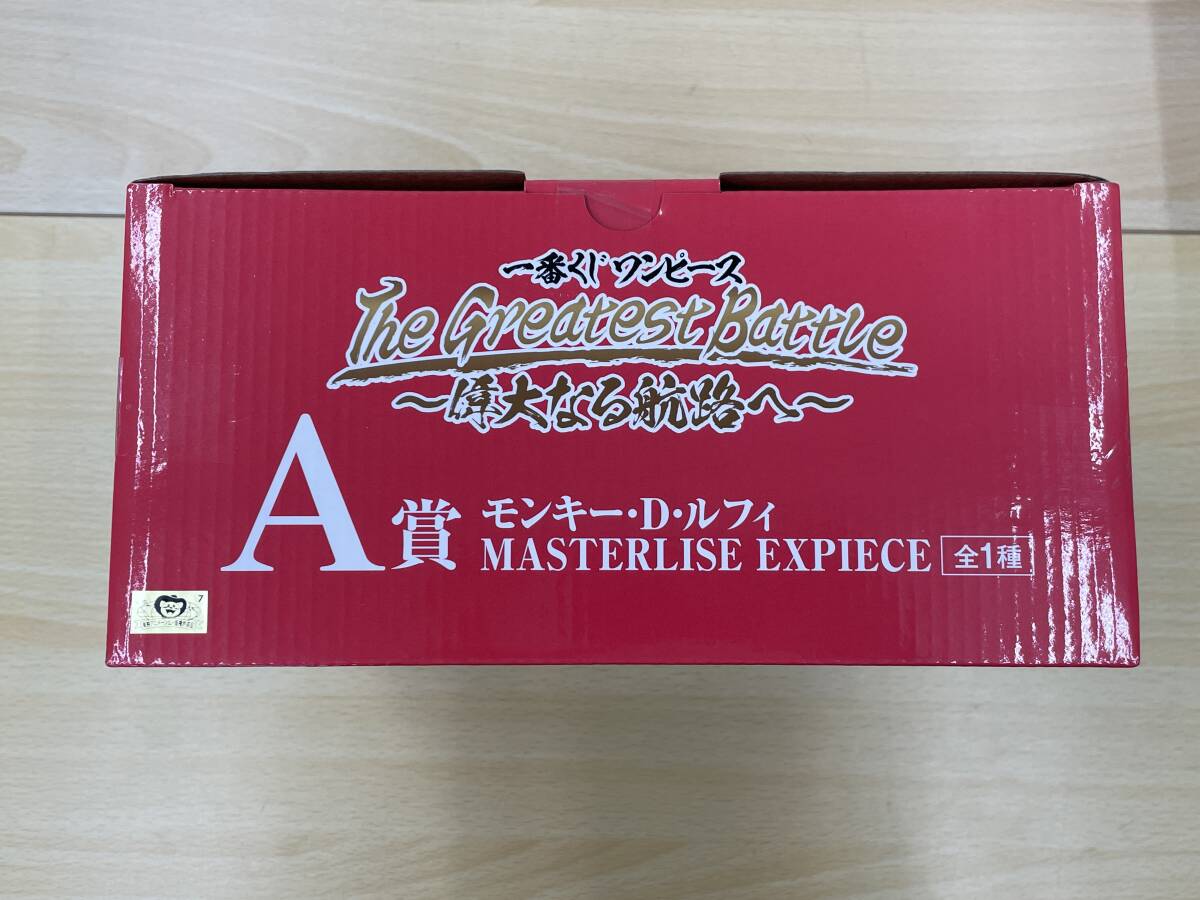 一番くじ ワンピース
The Greatest Battle
～偉大なる航路へ～
A賞
モンキー・D・ルフィ
MASTERLISE EXPIECE 全1種
7